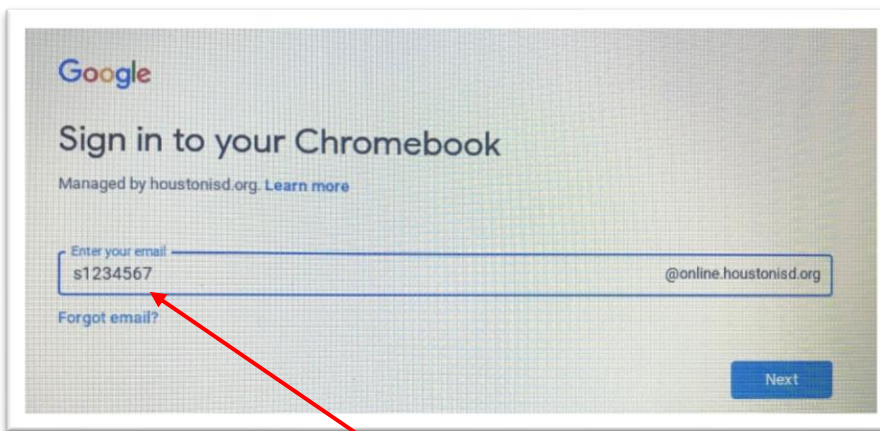 Google
Sign in to your Chromebook
Managed by houstonisd.org. Learn more
Enter your email
s1234567 @online.houstonisd.org
Forgot email?
Next